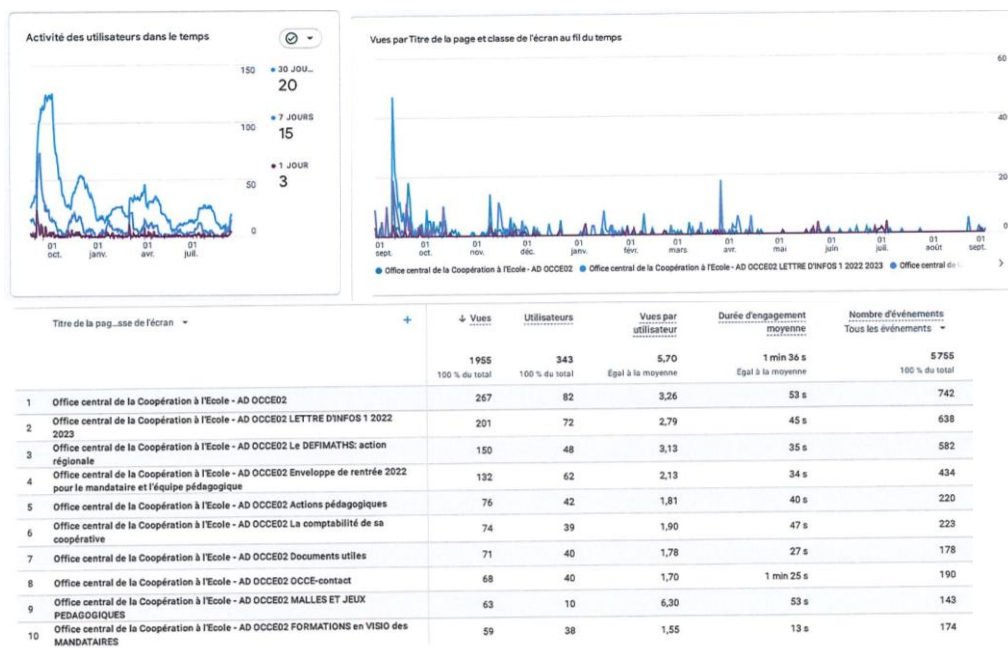 Activité des utilisateurs dans le temps
150
100
50
0
30 JOU...
20
7 JOURS
15
1 JOUR
3
01 oct.
01 janv.
01 avr.
01 juil.
Vues par Titre de la page et classe de l'écran au fil du temps
60
40
20
0
01 sept.
01 oct.
01 nov.
01 déc.
01 janv.
01 févr.
01 mars
01 avr.
01 mai
01 juin
01 juil.
01 août
01 sept.
Office central de la Coopération à l'Ecole - AD OCCE02
Office central de la Coopération à l'Ecole - AD OCCE02 LETTRE D'INFOS 1 2022 2023
Office central de
Titre de la pag...sse de l'écran
+
↓ Vues
Utilisateurs
Vues par utilisateur
Durée d'engagement moyenne
Nombre d'événements
Tous les événements
1955 343 5,70 1 min 36 s 5755
100 % du total 100 % du total Égal à la moyenne Égal à la moyenne 100 % du total
1 Office central de la Coopération à l'Ecole - AD OCCE02 267 82 3,26 53 s 742
2 Office central de la Coopération à l'Ecole - AD OCCE02 LETTRE D'INFOS 1 2022
2023 201 72 2,79 45 s 638
3 Office central de la Coopération à l'Ecole - AD OCCE02 Le DEFIMATHS: action
régionale 150 48 3,13 35 s 582
4 Office central de la Coopération à l'Ecole - AD OCCE02 Enveloppe de rentrée 2022
pour le mandataire et l'équipe pédagogique 132 62 2,13 34 s 434
5 Office central de la Coopération à l'Ecole - AD OCCE02 Actions pédagogiques 76 42 1,81 40 s 220
6 Office central de la Coopération à l'Ecole - AD OCCE02 La comptabilité de sa
coopérative 74 39 1,90 47 s 223
7 Office central de la Coopération à l'Ecole - AD OCCE02 Documents utiles 71 40 1,78 27 s 178
8 Office central de la Coopération à l'Ecole - AD OCCE02 OCCE-contact 68 40 1,70 1 min 25 s 190
9 Office central de la Coopération à l'Ecole - AD OCCE02 MALLES ET JEUX
PEDAGOGIQUES 63 10 6,30 53 s 143
10 Office central de la Coopération à l'Ecole - AD OCCE02 FORMATIONS en VISIO des
MANDATAIRES 59 38 1,55 13 s 174